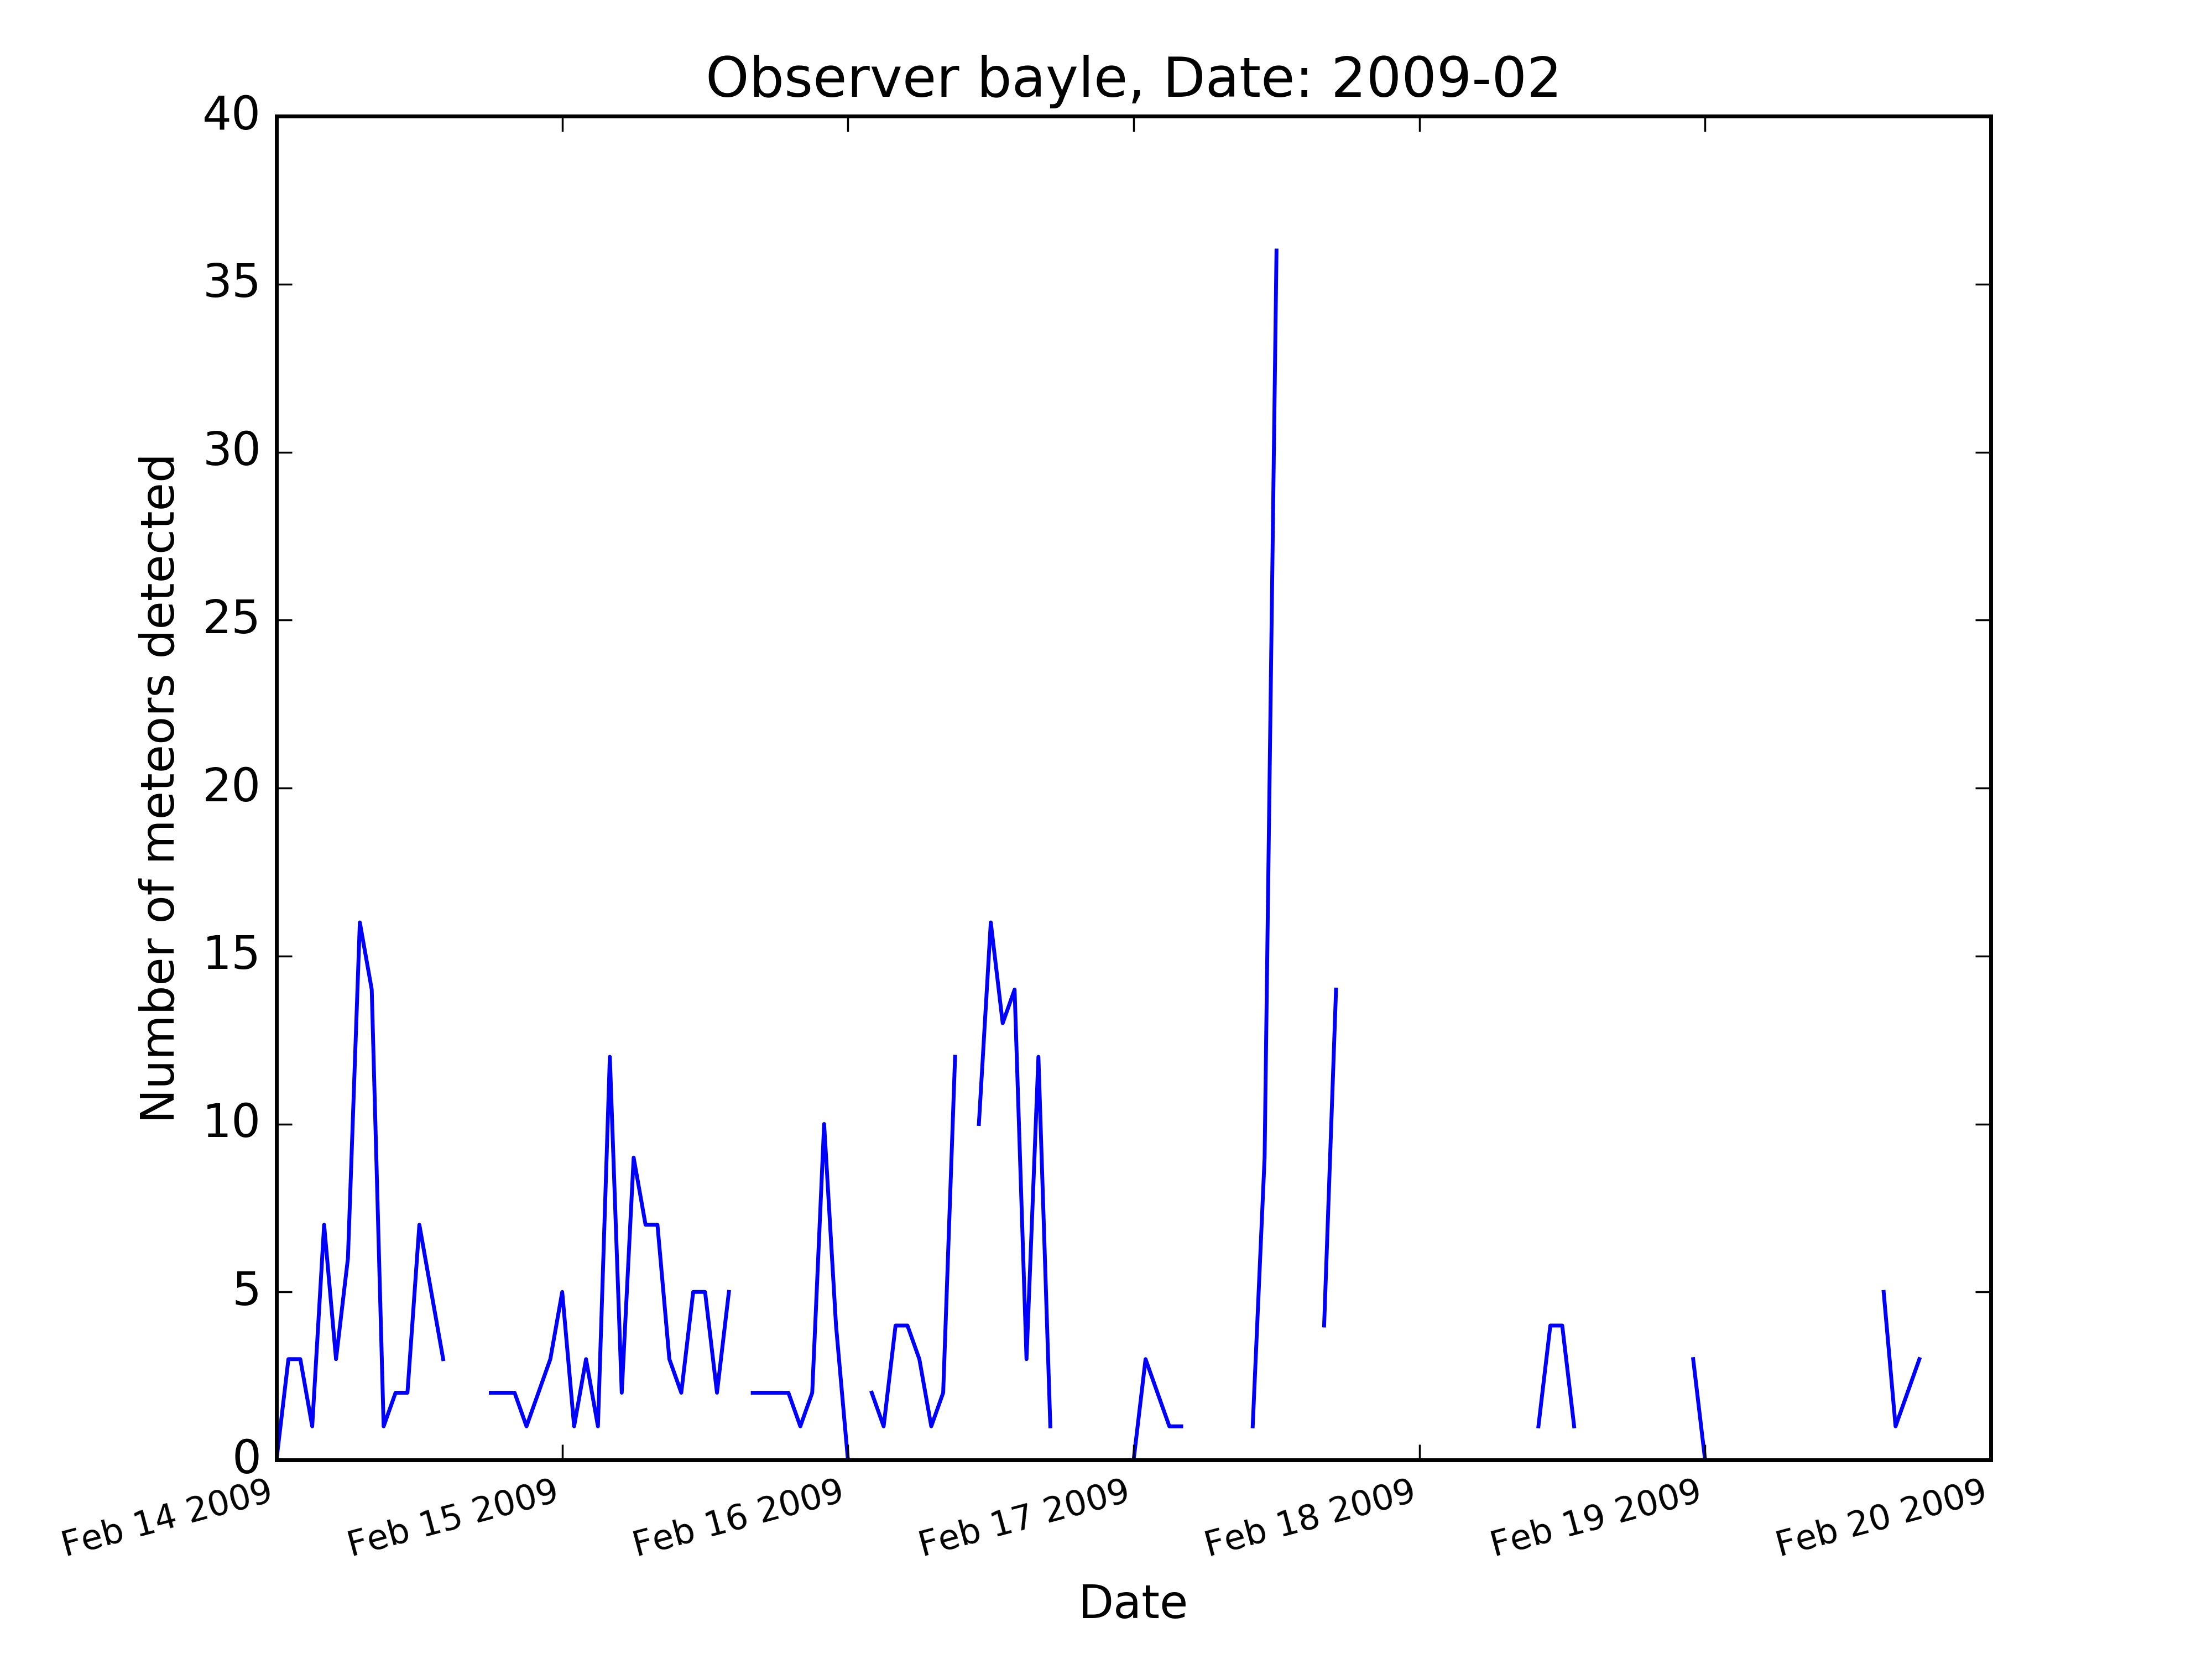 Observer bayle, Date: 2009-02
Number of meteors detected
40
35
30
25
20
15
10
5
0
Feb 14 2009
Feb 15 2009
Feb 16 2009
Feb 17 2009
Feb 18 2009
Feb 19 2009
Feb 20 2009
Date